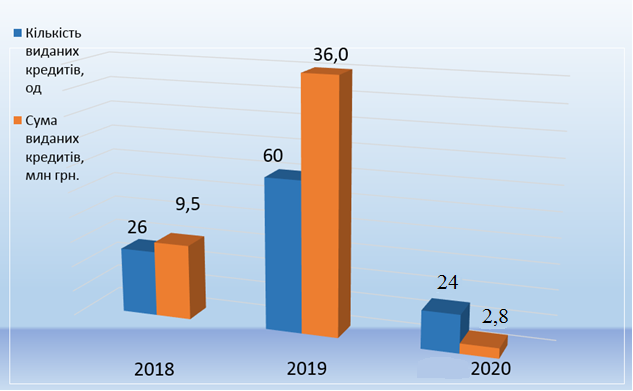 Кількість
виданих
кредитів,
од
Сума
виданих
кредитів,
млн грн.
36,0
60
9,5
26
24
2,8
2018
2019
2020